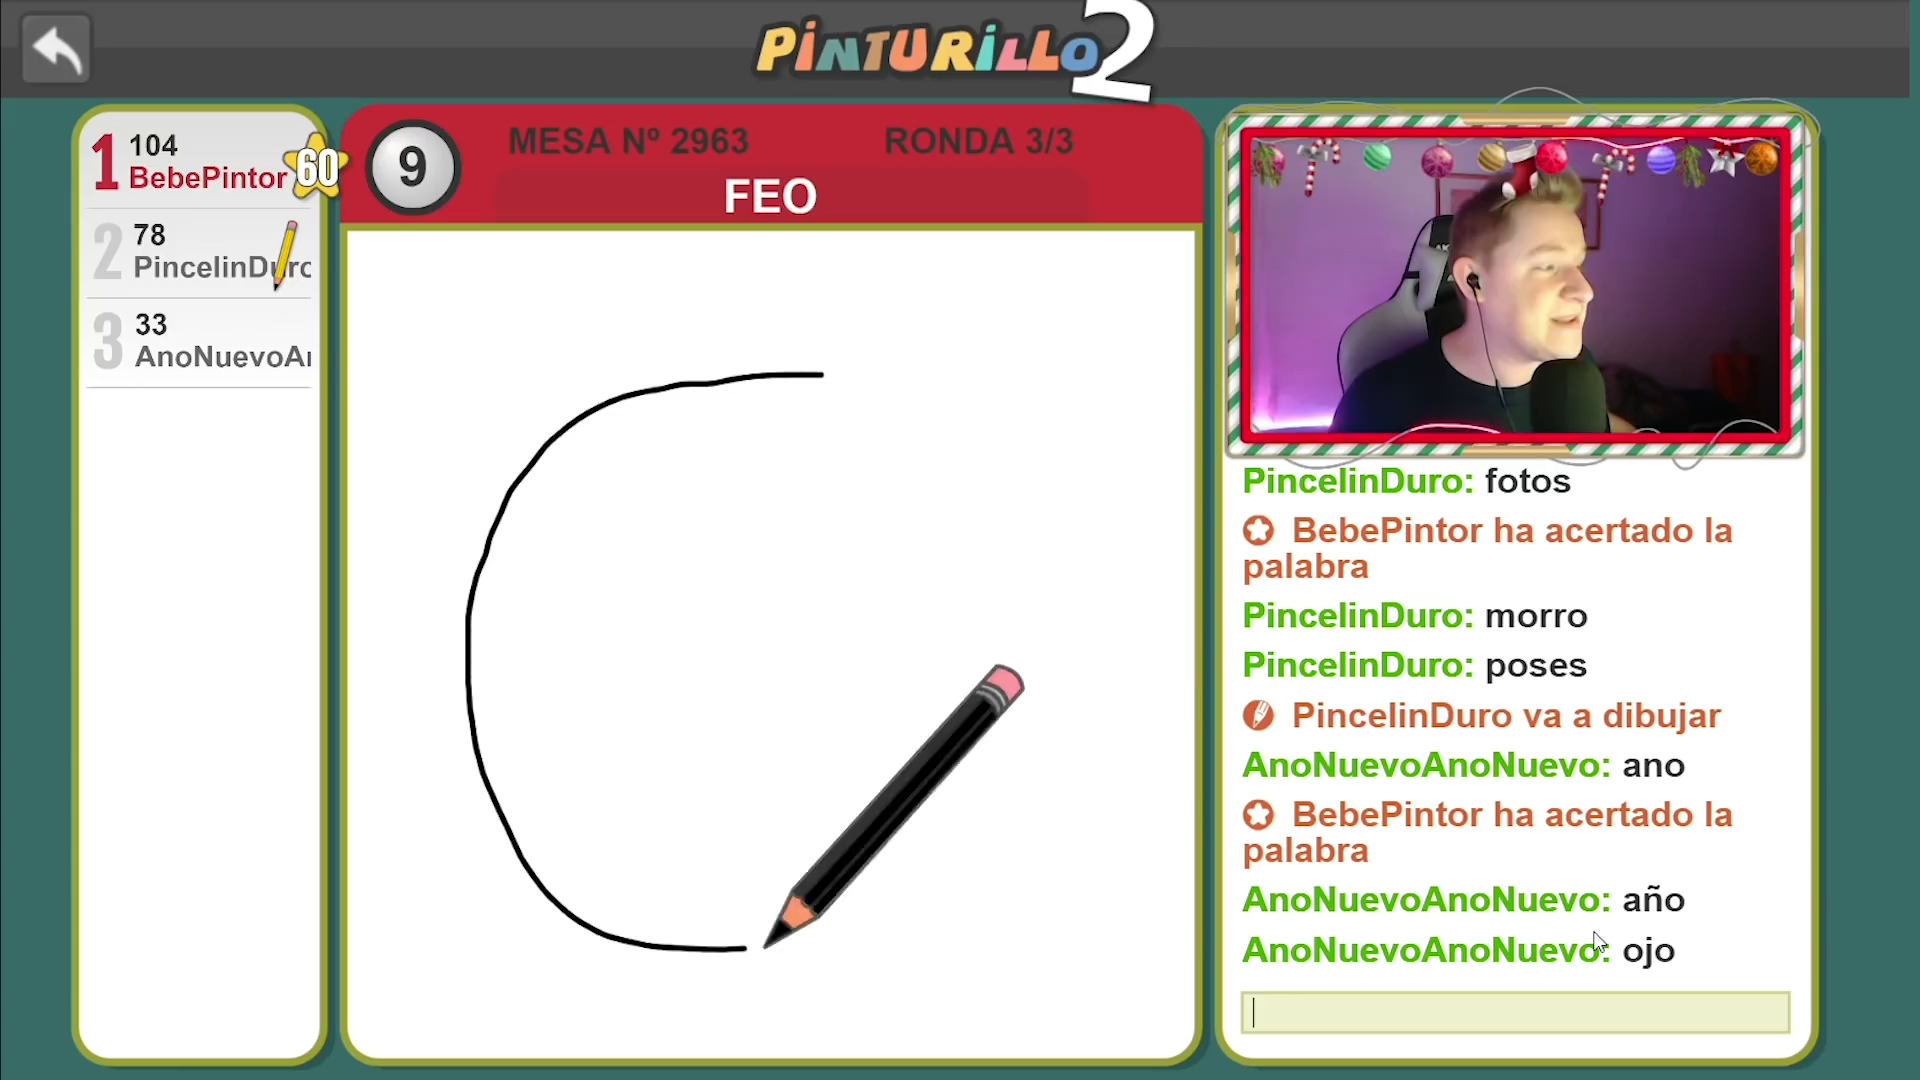 PiNTURiLLO 2
1
104
BebePintor
60
2
78
PincelinDuro
3
33
AnoNuevoAn
9
MESA Nº 2963
RONDA 3/3
FEO
PincelinDuro: fotos
BebePintor ha acertado la
palabra
PincelinDuro: morro
PincelinDuro: poses
PincelinDuro va a dibujar
AnoNuevoAnoNuevo: ano
BebePintor ha acertado la
palabra
AnoNuevoAnoNuevo: año
AnoNuevoAnoNuevo: ojo